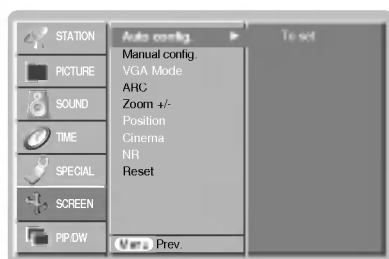 STATION
PICTURE
SOUND
TIME
SPECIAL
SCREEN
PIP/DW
Auto config.
Manual config.
VGA Mode
ARC
Zoom +/-
Position
Cinema
NR
Reset
To set
Menu Prev.